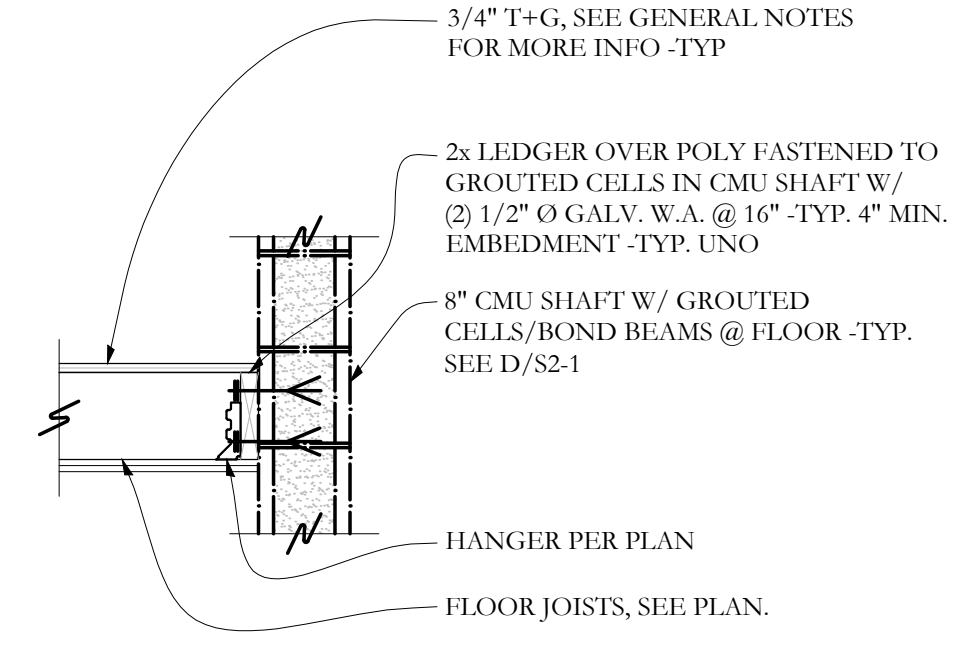 3/4" T+G, SEE GENERAL NOTES
FOR MORE INFO -TYP
2x LEDGER OVER POLY FASTENED TO
GROUTED CELLS IN CMU SHAFT W/
(2) 1/2" Ø GALV. W.A. @ 16" -TYP. 4" MIN.
EMBEDMENT -TYP. UNO
8" CMU SHAFT W/ GROUTED
CELLS/BOND BEAMS @ FLOOR -TYP.
SEE D/S2-1
HANGER PER PLAN
FLOOR JOISTS, SEE PLAN.